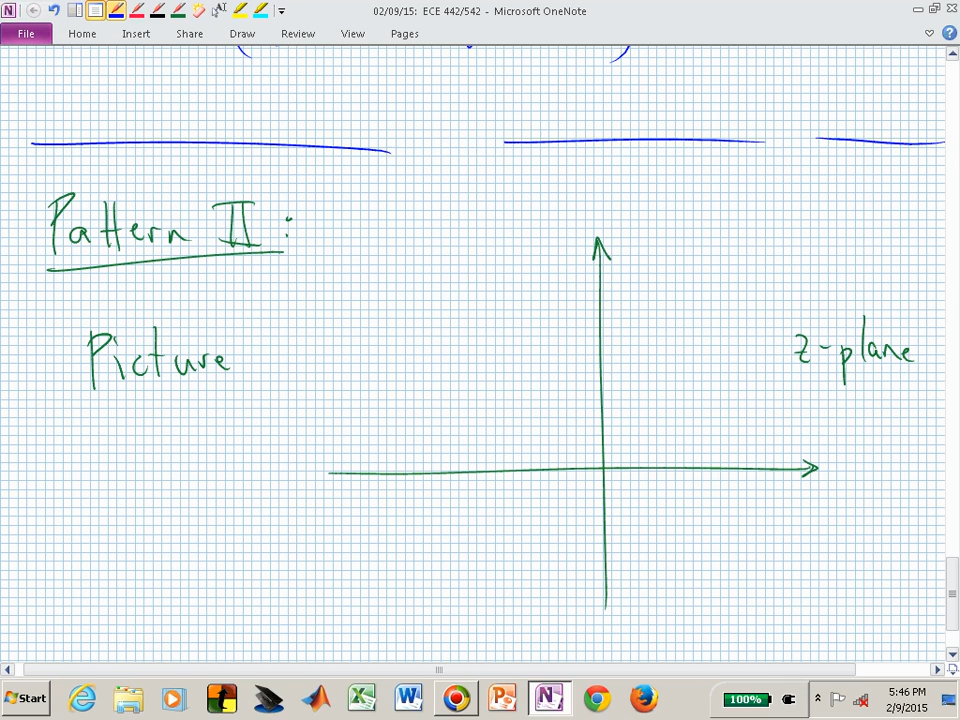 02/09/15: ECE 442/542 - Microsoft OneNote
File Home Insert Share Draw Review View Pages
Pattern II:
Picture
z-plane
Start
100%
5:46 PM
2/9/2015